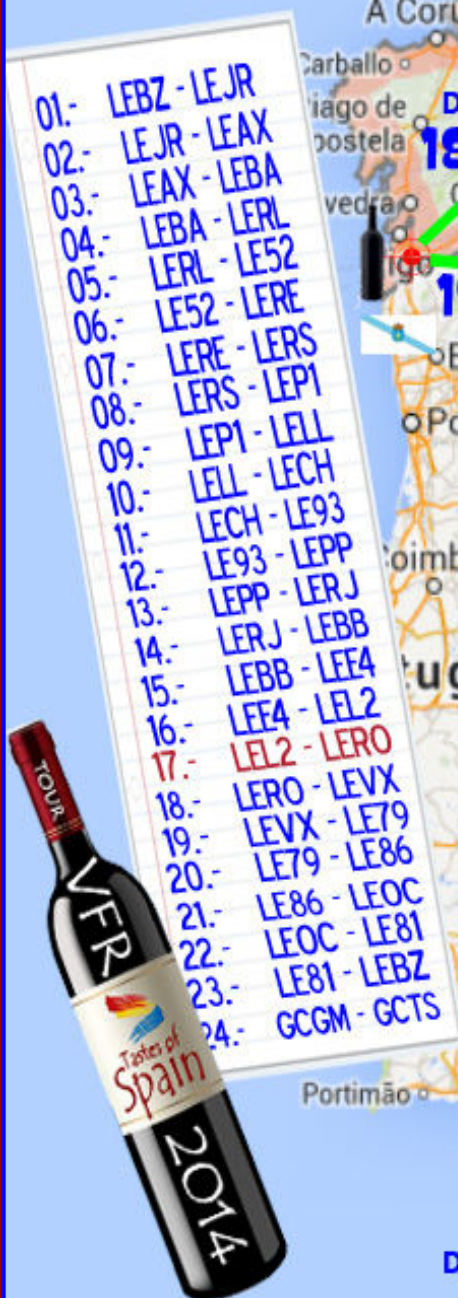 A Coru
Carballo
iago de
postela
D
18
vedra
igo
19
6
Po
Coimb
tug
Portimão
D
01.- LEBZ - LEJR
02.- LEJR - LEAX
03.- LEAX - LEBA
04.- LEBA - LERL
05.- LERL - LE52
06.- LE52 - LERE
07.- LERE - LERS
08.- LERS - LEP1
09.- LEP1 - LELL
10.- LELL - LECH
11.- LECH - LE93
12.- LE93 - LEPP
13.- LEPP - LERJ
14.- LERJ - LEBB
15.- LEBB - LEE4
16.- LEE4 - LEL2
17.- LEL2 - LERO
18.- LERO - LEVX
19.- LEVX - LE79
20.- LE79 - LE86
21.- LE86 - LEOC
22.- LEOC - LE81
23.- LE81 - LEBZ
24.- GCGM - GCTS
TOUR
VFR
Tastes of
Spain
2014